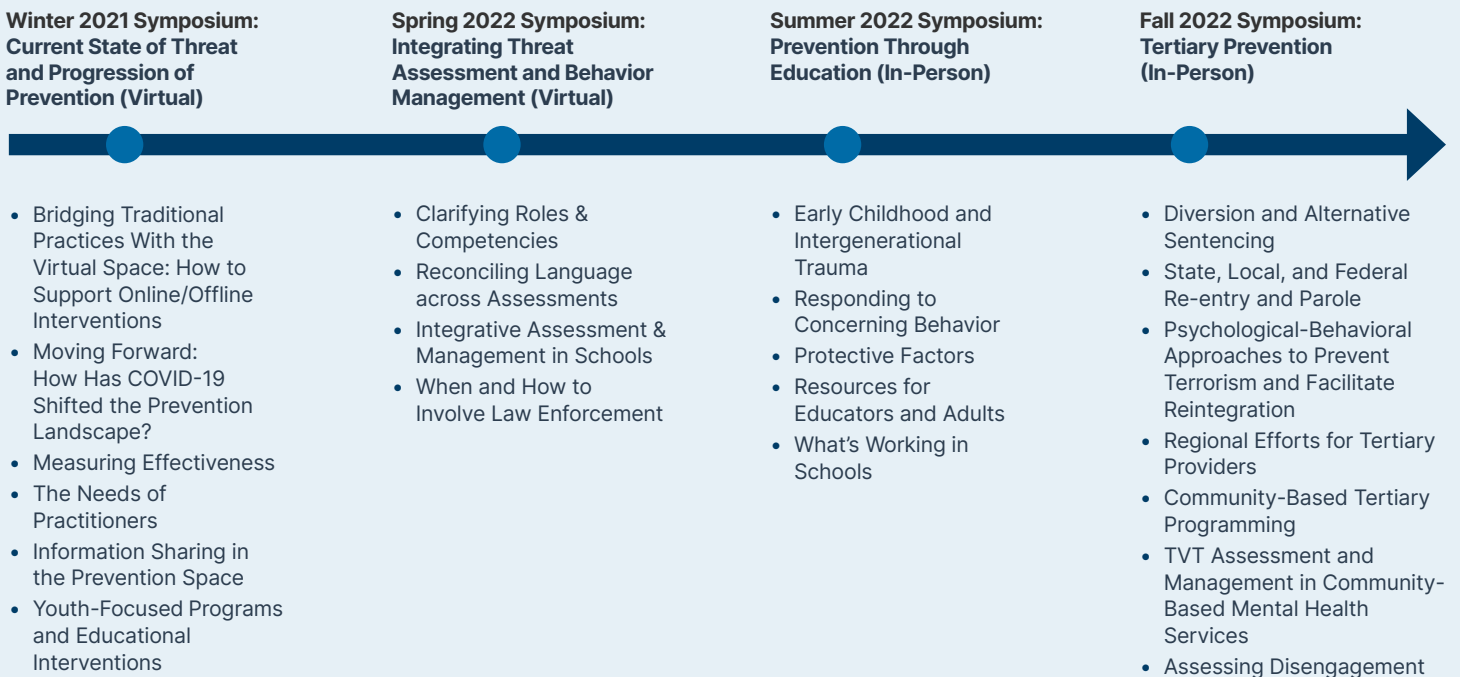 Winter 2021 Symposium:
Current State of Threat
and Progression of
Prevention (Virtual)
Spring 2022 Symposium:
Integrating Threat
Assessment and Behavior
Management (Virtual)
Summer 2022 Symposium:
Prevention Through
Education (In-Person)
Fall 2022 Symposium:
Tertiary Prevention
(In-Person)
• Bridging Traditional
Practices With the
Virtual Space: How to
Support Online/Offline
Interventions
• Moving Forward:
How Has COVID-19
Shifted the Prevention
Landscape?
• Measuring Effectiveness
• The Needs of
Practitioners
• Information Sharing in
the Prevention Space
• Youth-Focused Programs
and Educational
Interventions
• Clarifying Roles &
Competencies
• Reconciling Language
across Assessments
• Integrative Assessment &
Management in Schools
• When and How to
Involve Law Enforcement
• Early Childhood and
Intergenerational
Trauma
• Responding to
Concerning Behavior
• Protective Factors
• Resources for
Educators and Adults
• What's Working in
Schools
• Diversion and Alternative
Sentencing
• State, Local, and Federal
Re-entry and Parole
• Psychological-Behavioral
Approaches to Prevent
Terrorism and Facilitate
Reintegration
• Regional Efforts for Tertiary
Providers
• Community-Based Tertiary
Programming
• TVT Assessment and
Management in Community-
Based Mental Health
Services
• Assessing Disengagement